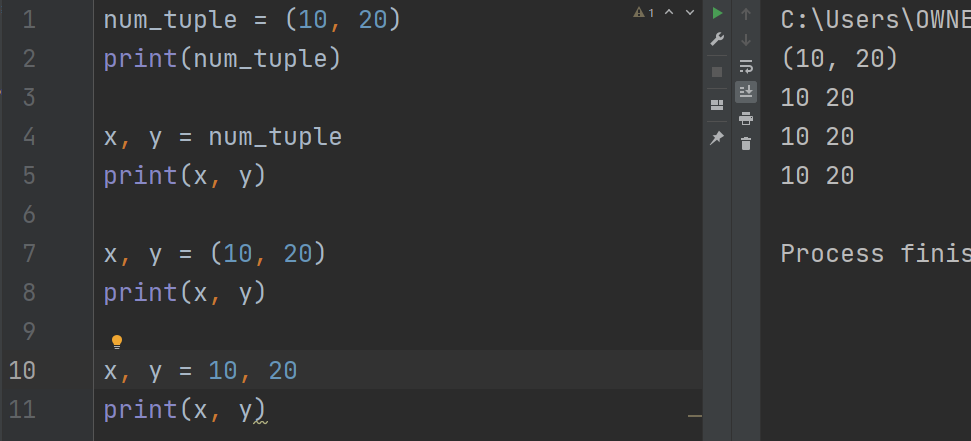 1 num_tuple = (10, 20)
2 print(num_tuple)
3
4 x, y = num_tuple
5 print(x, y)
6
7 x, y = (10, 20)
8 print(x, y)
9
10 x, y = 10, 20
11 print(x, y)
1
C:\Users\OWNE
(10, 20)
10 20
10 20
10 20
Process finis